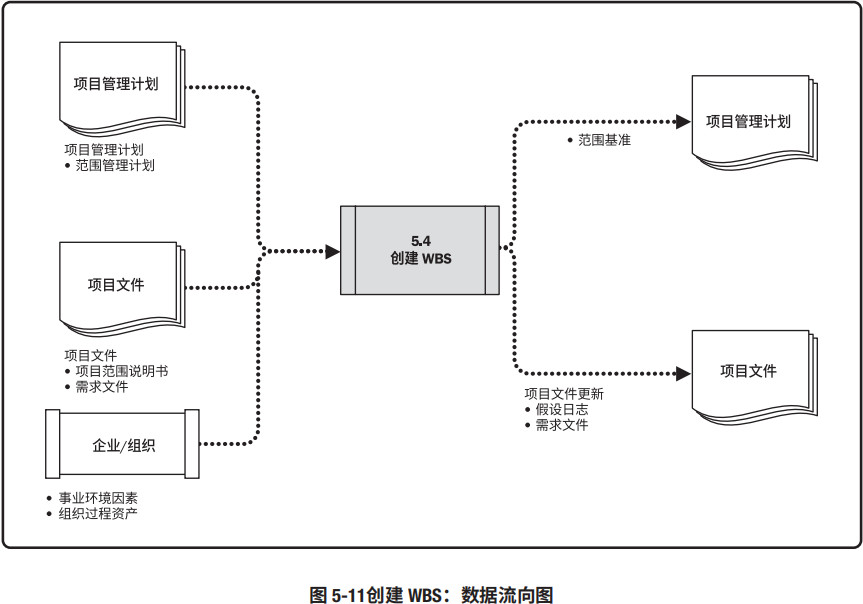 项目管理计划
项目管理计划
• 范围管理计划
项目文件
项目文件
• 项目范围说明书
• 需求文件
企业/组织
• 事业环境因素
• 组织过程资产
5.4
创建 WBS
• 范围基准
项目管理计划
项目文件更新
• 假设日志
• 需求文件
项目文件
图 5-11创建 WBS：数据流向图